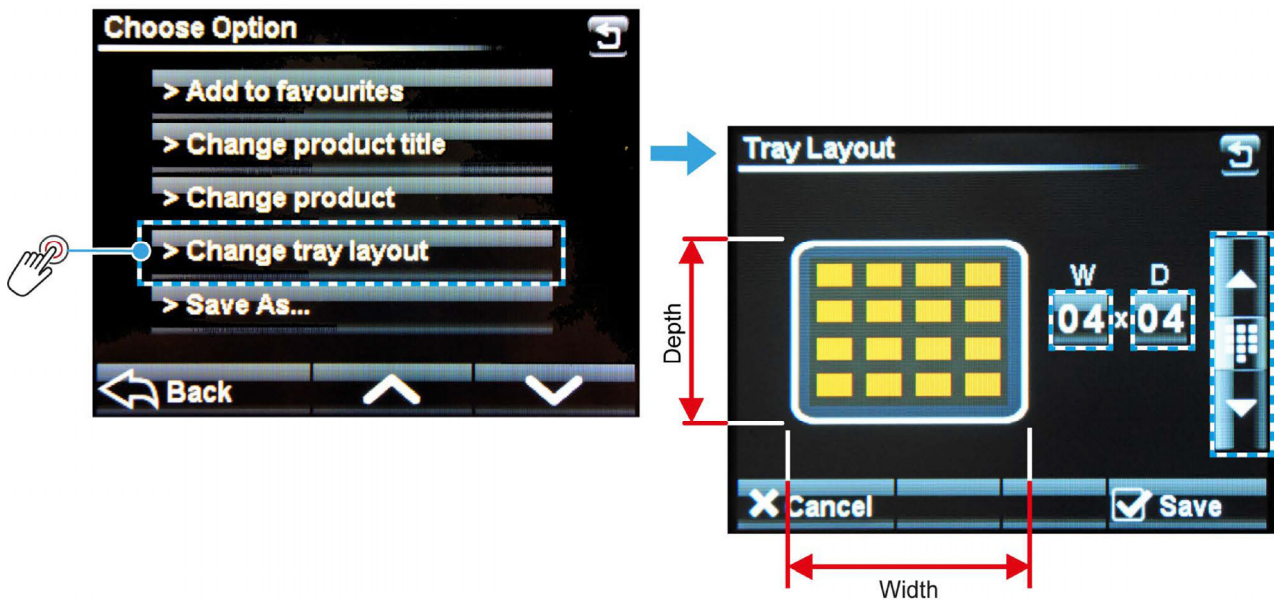 Choose Option
> Add to favourites
> Change product title
> Change product
> Change tray layout
> Save As...
Back
Tray Layout
W D
04 x 04
Depth
Cancel Save
Width